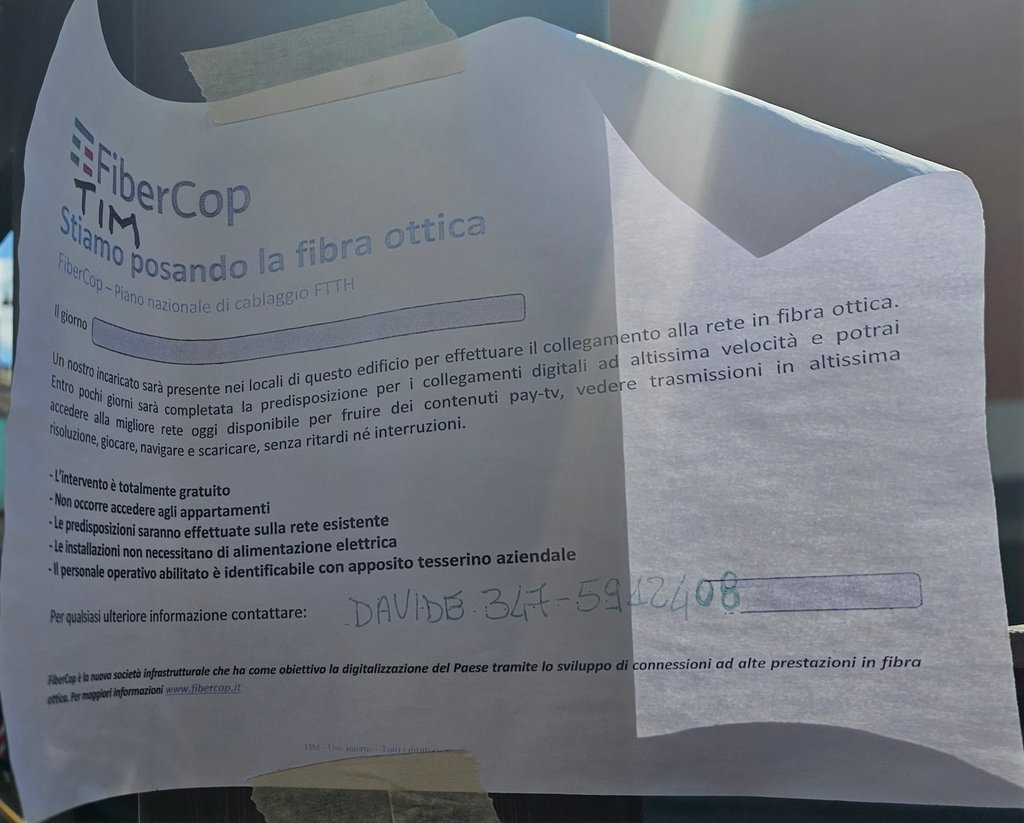 FiberCop
TIM
Stiamo posando la fibra ottica
FiberCop – Piano nazionale di cablaggio FTTH
Il giorno
Un nostro incaricato sarà presente nei locali di questo edificio per effettuare il collegamento alla rete in fibra ottica.
Entro pochi giorni sarà completata la predisposizione per i collegamenti digitali ad altissima velocità e potrai
accedere alla migliore rete oggi disponibile per fruire dei contenuti pay-tv, vedere trasmissioni in altissima
risoluzione, giocare, navigare e scaricare, senza ritardi né interruzioni.
- L'intervento è totalmente gratuito
- Non occorre accedere agli appartamenti
- Le predisposizioni saranno effettuate sulla rete esistente
- Le installazioni non necessitano di alimentazione elettrica
- Il personale operativo abilitato è identificabile con apposito tesserino aziendale
Per qualsiasi ulteriore informazione contattare: DAVIDE 347-5912408
FiberCop è la nuova società infrastrutturale che ha come obiettivo la digitalizzazione del Paese tramite lo sviluppo di connessioni ad alte prestazioni in fibra
ottica. Per maggiori informazioni www.fibercop.it
TIM - Uso Interno - Tutti i diritti